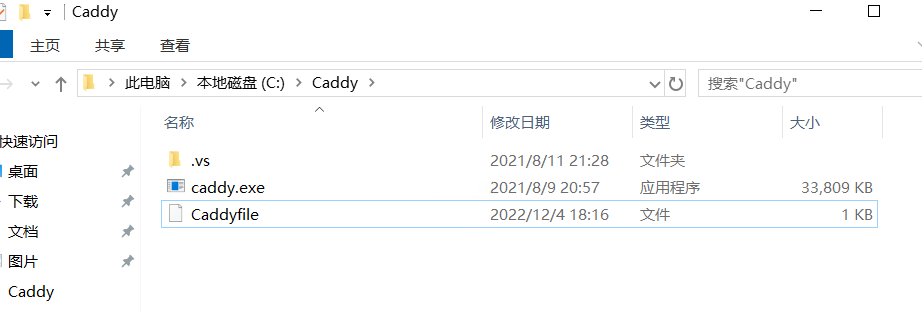 Caddy
主页 共享 查看
此电脑 本地磁盘 (C:) Caddy 搜索"Caddy"
名称 修改日期 类型 大小
快速访问
.vs 2021/8/11 21:28 文件夹
桌面
caddy.exe 2021/8/9 20:57 应用程序 33,809 KB
下载
Caddyfile 2022/12/4 18:16 文件 1 KB
文档
图片
Caddy